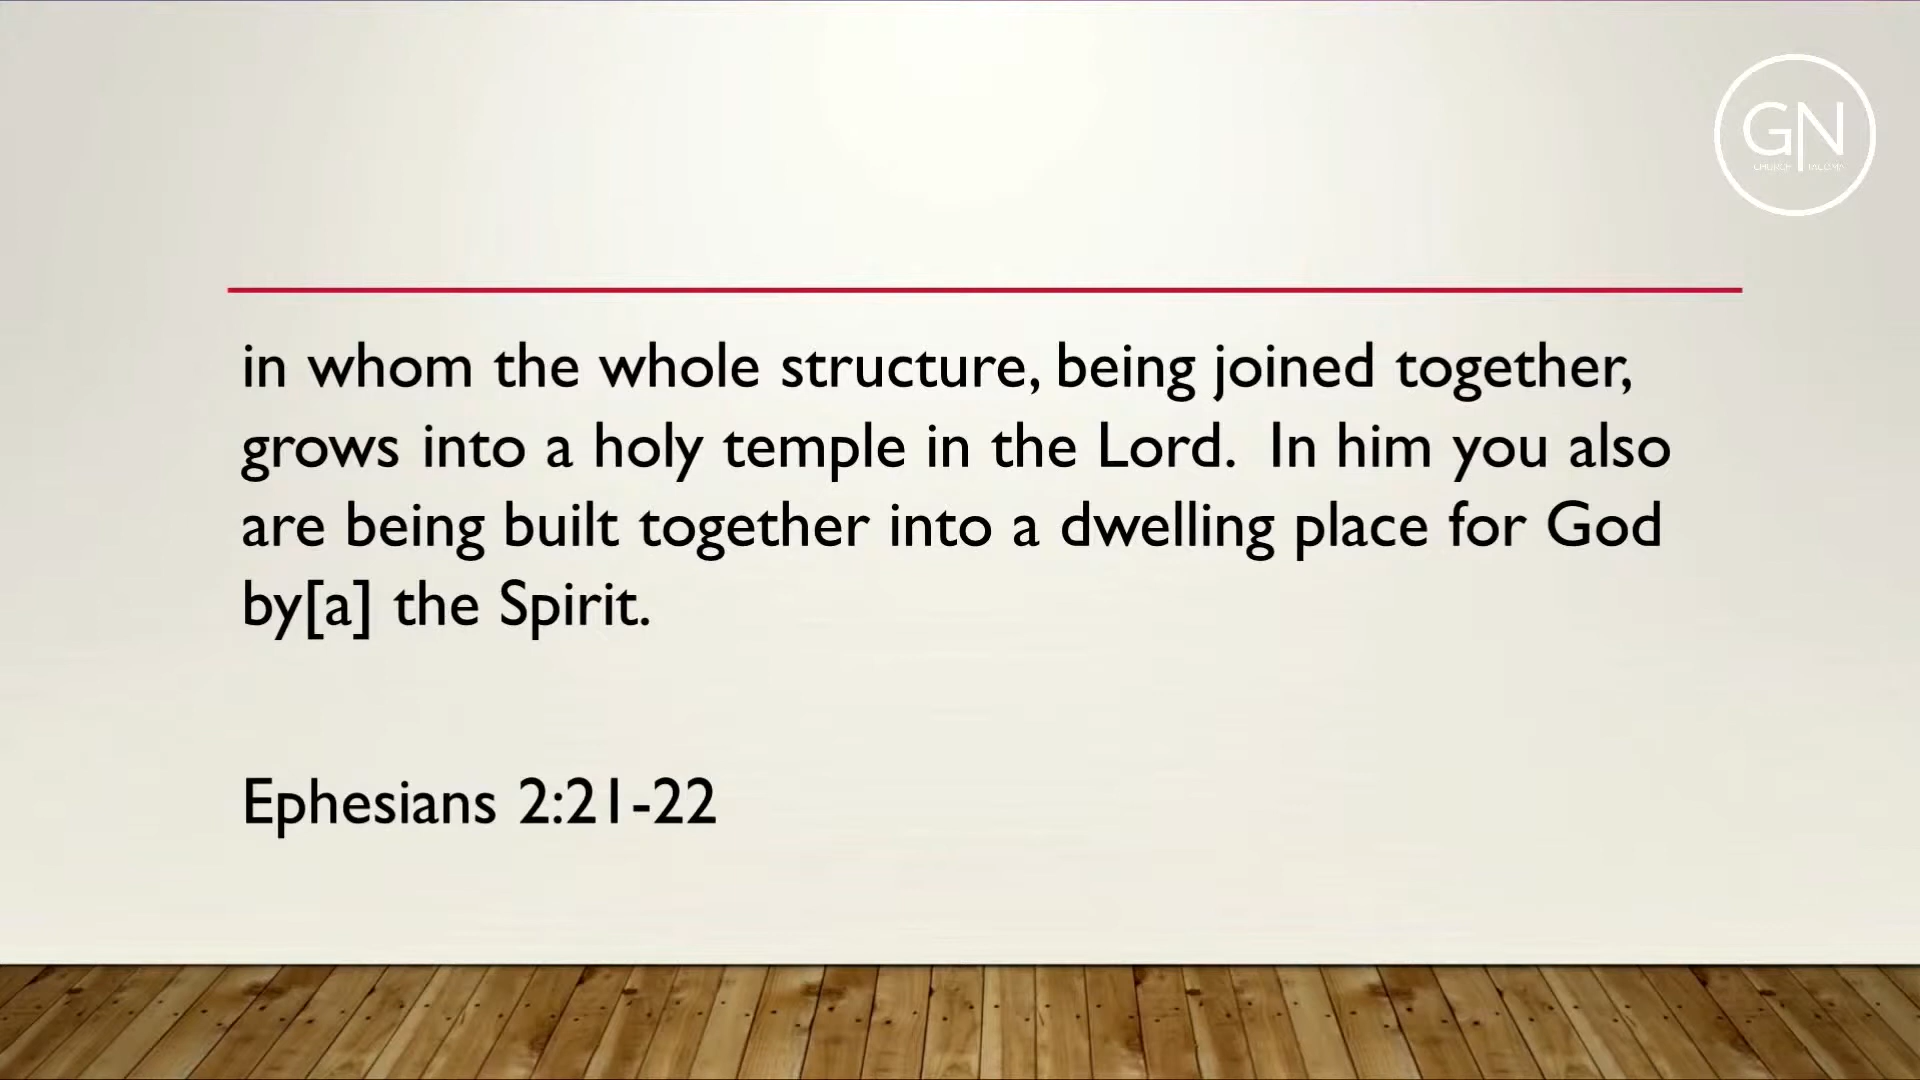 GN
CHURCH
in whom the whole structure, being joined together,
grows into a holy temple in the Lord.  In him you also
are being built together into a dwelling place for God
by[a] the Spirit.
Ephesians 2:21-22